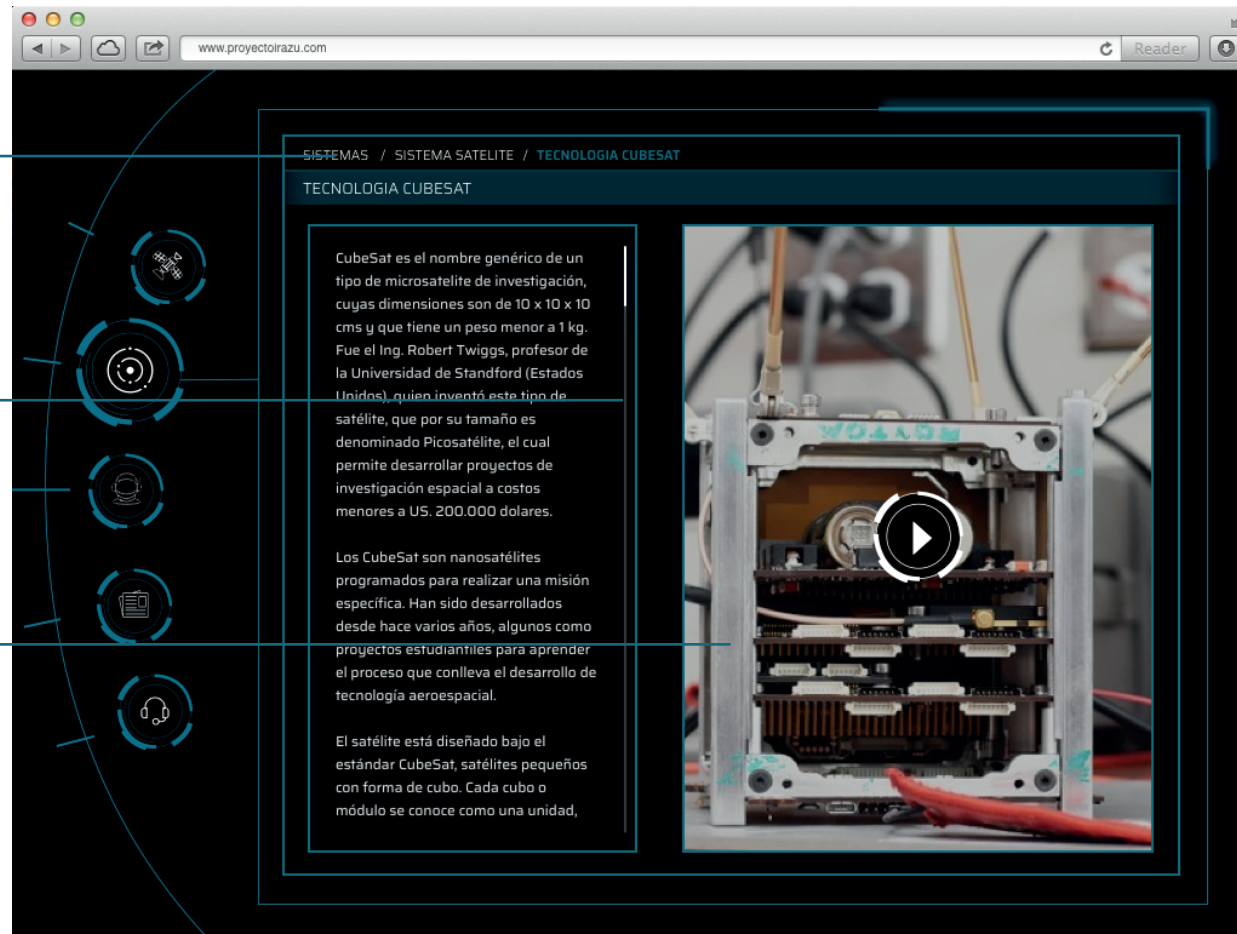 www.proyectoirazu.com
Reader
SISTEMAS / SISTEMA SATELITE / TECNOLOGIA CUBESAT
TECNOLOGIA CUBESAT
CubeSat es el nombre genérico de un
tipo de microsatelite de investigación,
cuyas dimensiones son de 10 x 10 x 10
cms y que tiene un peso menor a 1 kg.
Fue el Ing. Robert Twiggs, profesor de
la Universidad de Standford (Estados
Unidos), quien inventó este tipo de
satélite, que por su tamaño es
denominado Picosatélite, el cual
permite desarrollar proyectos de
investigación espacial a costos
menores a US. 200.000 dolares.
Los CubeSat son nanosatélites
programados para realizar una misión
específica. Han sido desarrollados
desde hace varios años, algunos como
proyectos estudiantiles para aprender
el proceso que conlleva el desarrollo de
tecnología aeroespacial.
El satélite está diseñado bajo el
estándar CubeSat, satélites pequeños
con forma de cubo. Cada cubo o
módulo se conoce como una unidad,